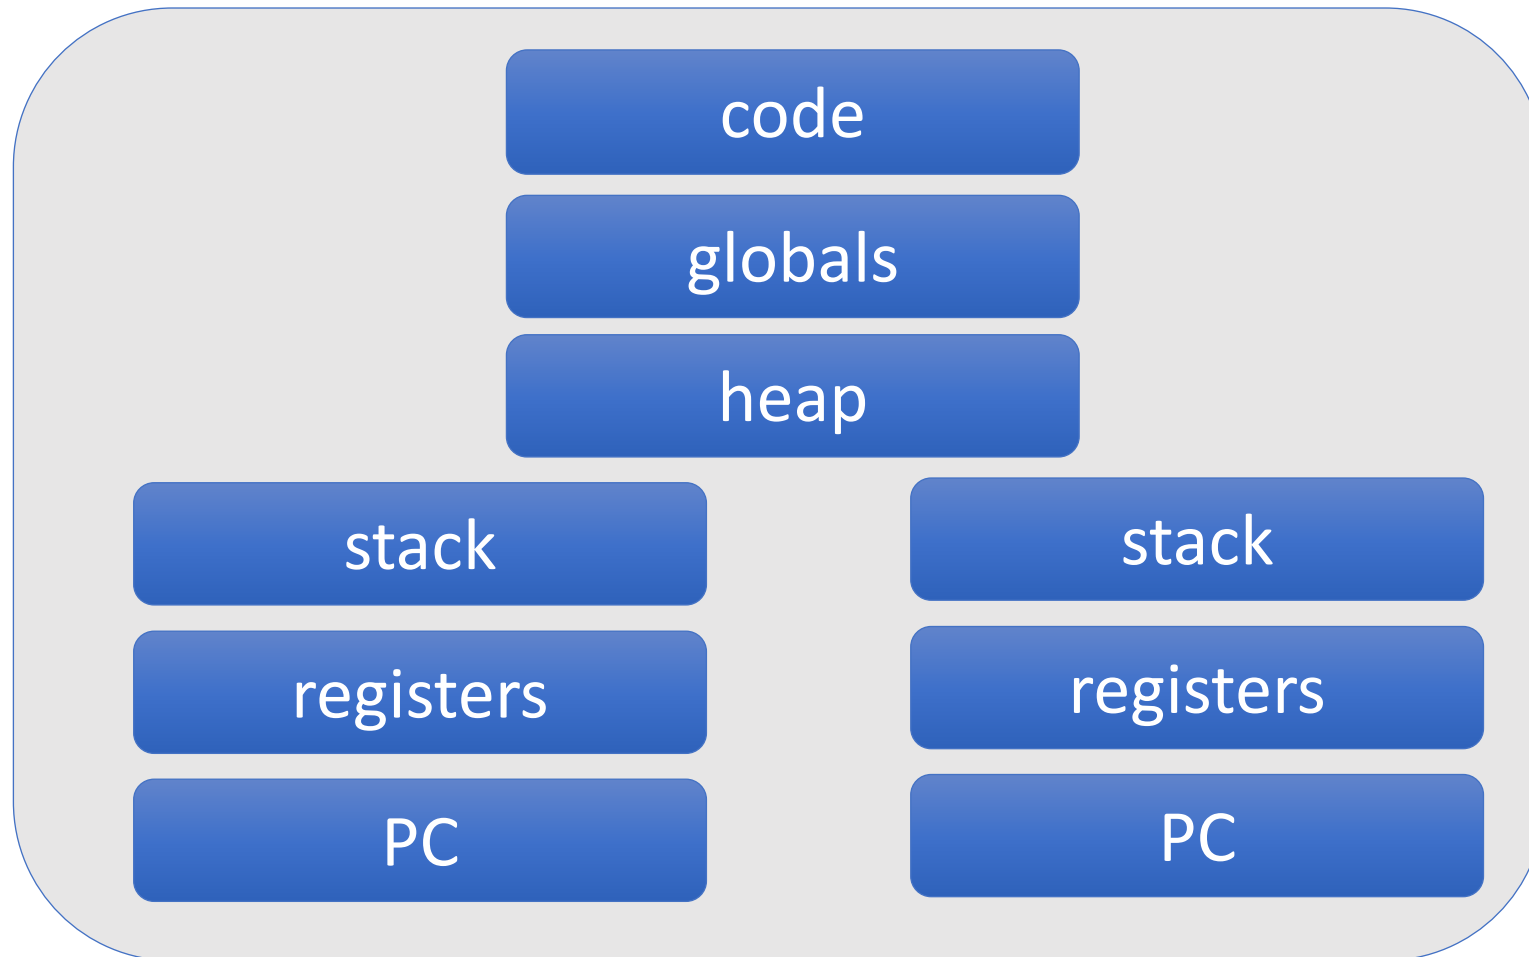 code
globals
heap
stack
stack
registers
registers
PC
PC